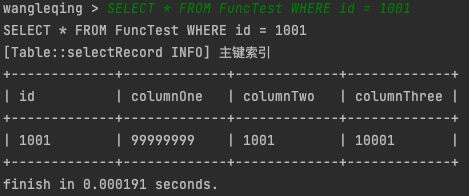 wangleqing > SELECT * FROM FuncTest WHERE id = 1001
SELECT * FROM FuncTest WHERE id = 1001
[Table::selectRecord INFO] 主键索引
+-------------+-------------+-------------+-------------+
| id          | columnOne   | columnTwo   | columnThree |
+-------------+-------------+-------------+-------------+
| 1001        | 99999999    | 1001        | 10001       |
+-------------+-------------+-------------+-------------+
finish in 0.000191 seconds.